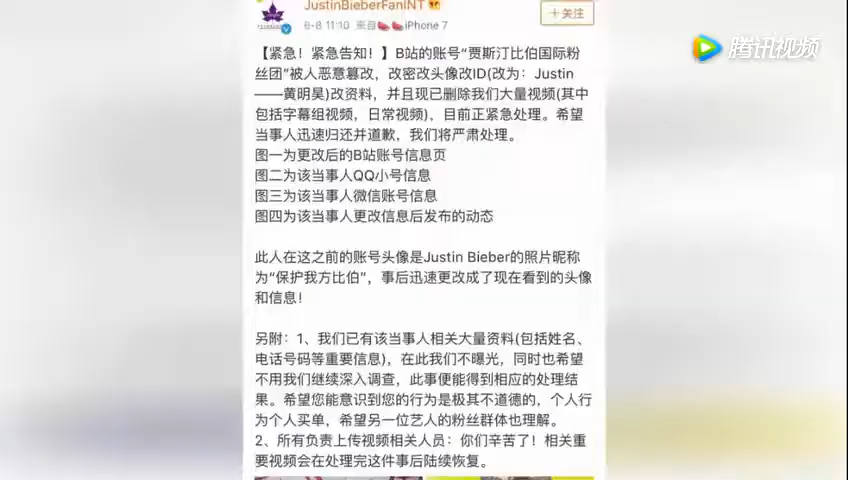 JustinBieberFanINT
6-8 11:10 来自🍉🍉iPhone 7
+关注
腾讯视频
【紧急！紧急告知！】B站的账号“贾斯汀比伯国际粉
丝团”被人恶意篡改，改密改头像改ID(改为：Justin
——黄明昊)改资料，并且现已删除我们大量视频(其中
包括字幕组视频，日常视频)，目前正紧急处理。希望
当事人迅速归还并道歉，我们将严肃处理。
图一为更改后的B站账号信息页
图二为该当事人QQ小号信息
图三为该当事人微信账号信息
图四为该当事人更改信息后发布的动态
此人在这之前的账号头像是Justin Bieber的照片昵称
为“保护我方比伯”，事后迅速更改成了现在看到的头像
和信息！
另附：1、我们已有该当事人相关大量资料(包括姓名、
电话号码等重要信息)，在此我们不曝光，同时也希望
不用我们继续深入调查，此事便能得到相应的处理结
果。希望您能意识到您的行为是极其不道德的，个人行
为个人买单，希望另一位艺人的粉丝群体也理解。
2、所有负责上传视频相关人员：你们辛苦了！相关重
要视频会在处理完这件事后陆续恢复。